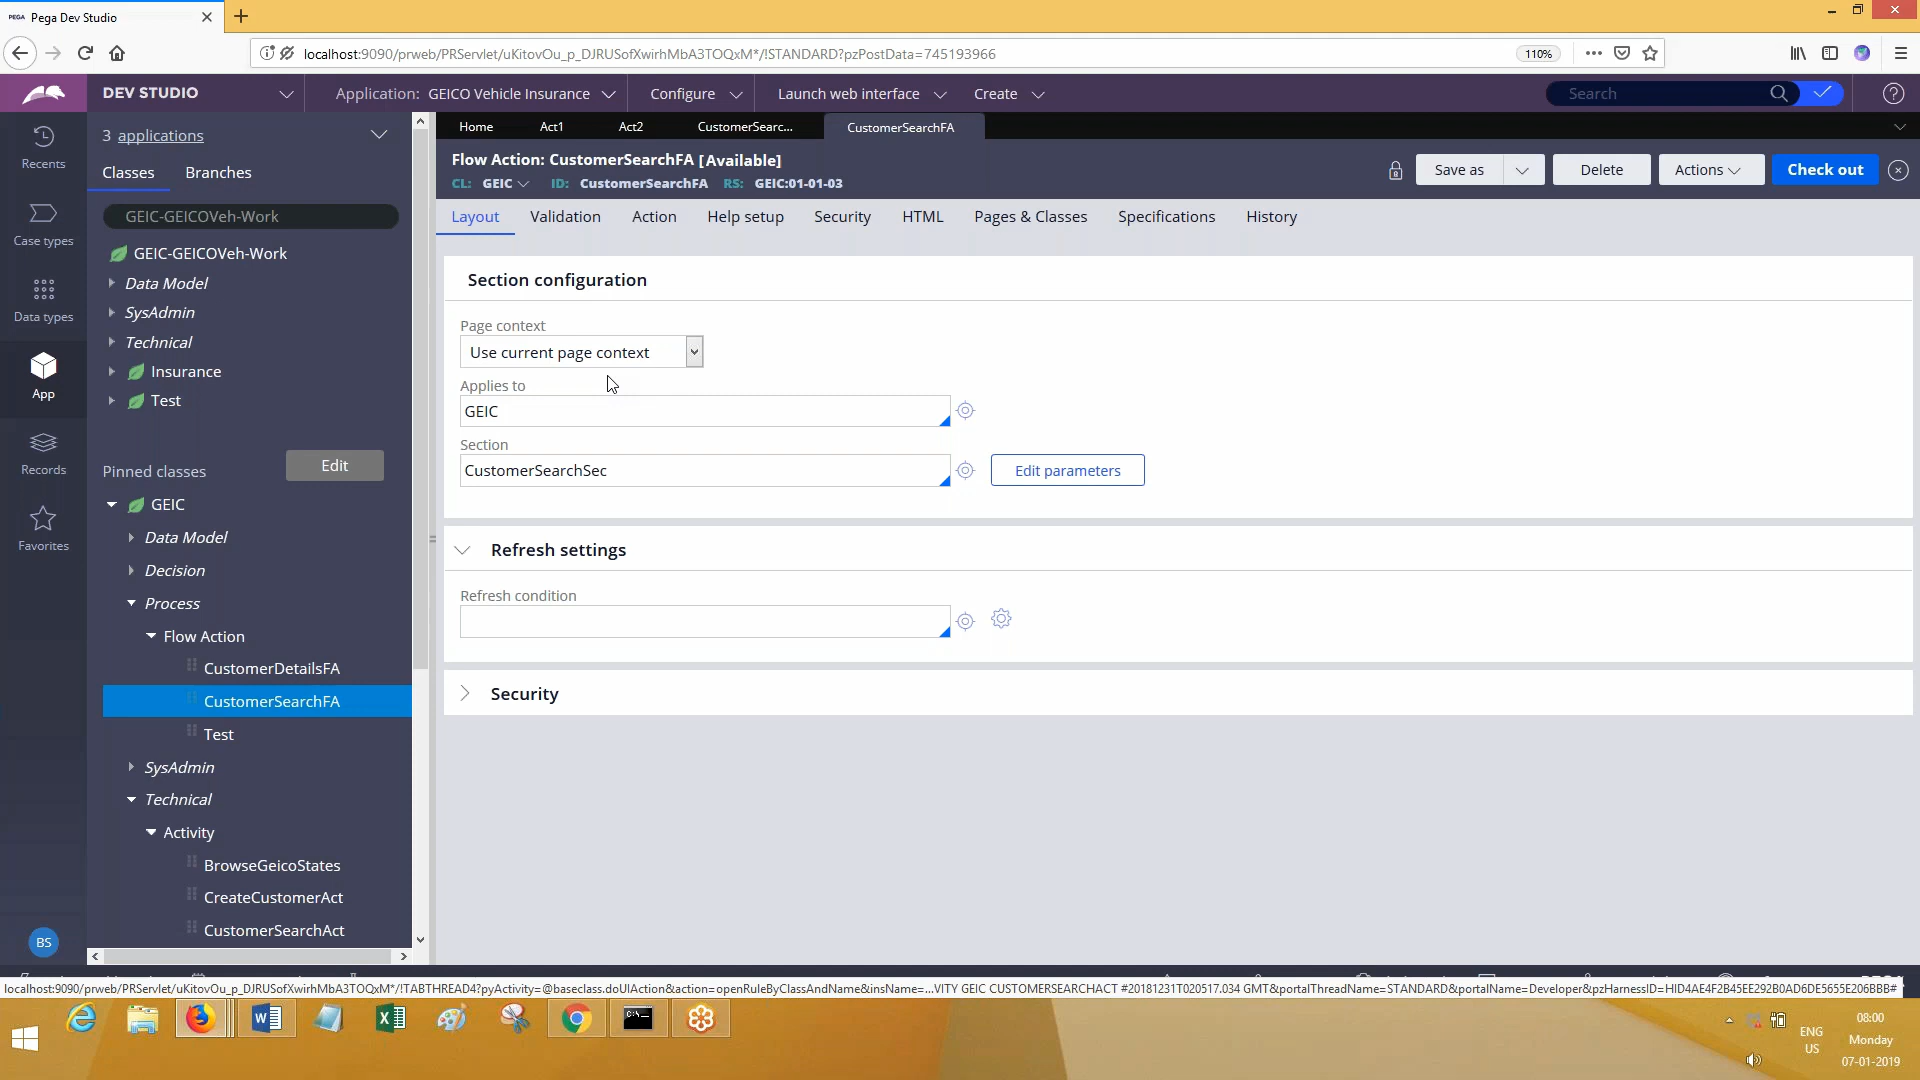 PEGA Pega Dev Studio
localhost:9090/prweb/PRServlet/uKitovOu_p_DJRUSofXwirhMbA3TOQxM*/!STANDARD?pzPostData=745193966
110%
DEV STUDIO
Application: GEICO Vehicle Insurance
Configure
Launch web interface
Create
Search
3 applications
Classes
Branches
GEIC-GEICOVeh-Work
GEIC-GEICOVeh-Work
Data Model
SysAdmin
Technical
Insurance
Test
Pinned classes
Edit
GEIC
Data Model
Decision
Process
Flow Action
CustomerDetailsFA
CustomerSearchFA
Test
SysAdmin
Technical
Activity
BrowseGeicoStates
CreateCustomerAct
CustomerSearchAct
Recents
Case types
Data types
App
Records
Favorites
BS
Home
Act1
Act2
CustomerSearc...
CustomerSearchFA
Flow Action: CustomerSearchFA [Available]
CL: GEIC ID: CustomerSearchFA RS: GEIC:01-01-03
Save as
Delete
Actions
Check out
Layout
Validation
Action
Help setup
Security
HTML
Pages & Classes
Specifications
History
Section configuration
Page context
Use current page context
Applies to
GEIC
Section
CustomerSearchSec
Edit parameters
Refresh settings
Refresh condition
Security
localhost:9090/prweb/PRServlet/uKitovOu_p_DJRUSofXwirhMbA3TOQxM*/!TABTHREAD4?pyActivity=@baseclass.doUIAction&action=openRuleByClassAndName&insName=...VITY GEIC CUSTOMERSEARCHACT #20181231T020517.034 GMT&portalThreadName=STANDARD&portalName=Developer&pzHarnessID=HID4AE4F2B45EE292B0AD6DE5655E206BBB#
ENG
US
08:00
Monday
07-01-2019